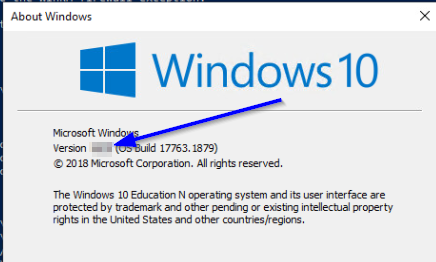 About Windows
Windows 10
Microsoft Windows
Version (OS Build 17763.1879)
© 2018 Microsoft Corporation. All rights reserved.
The Windows 10 Education N operating system and its user interface are
protected by trademark and other pending or existing intellectual property
rights in the United States and other countries/regions.